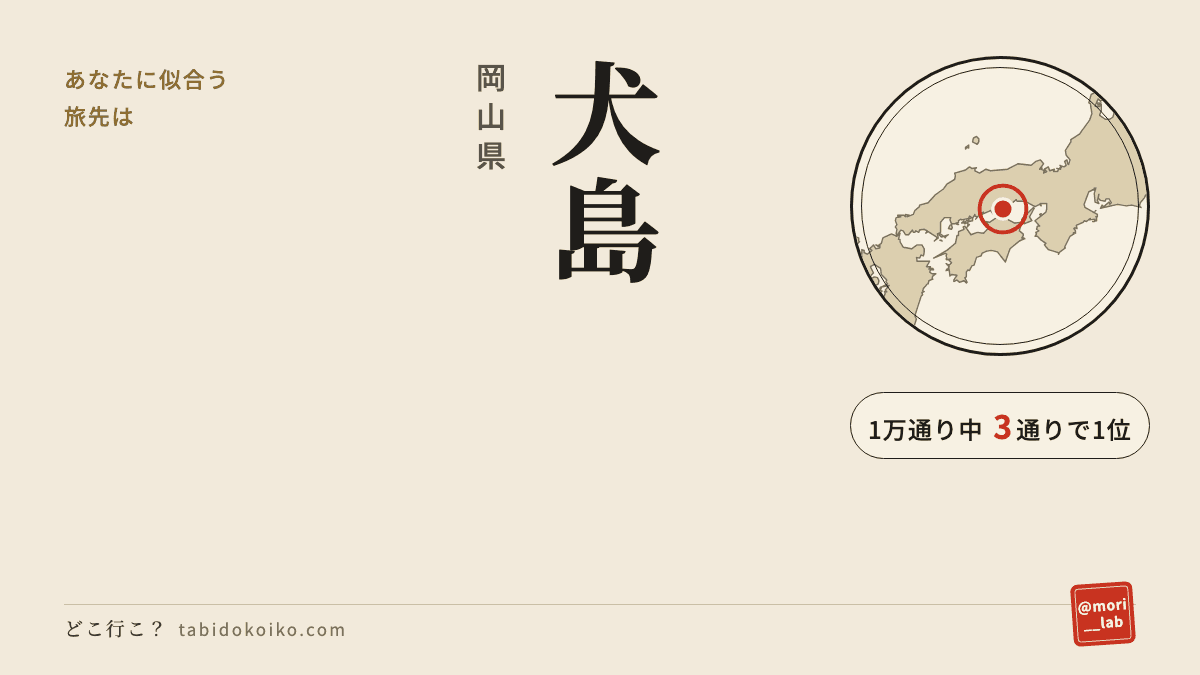 あなたに似合う
旅先は
犬島
岡山県
1万通り中 3通りで1位
どこ行こ? tabidokoiko.com
@mori
__lab